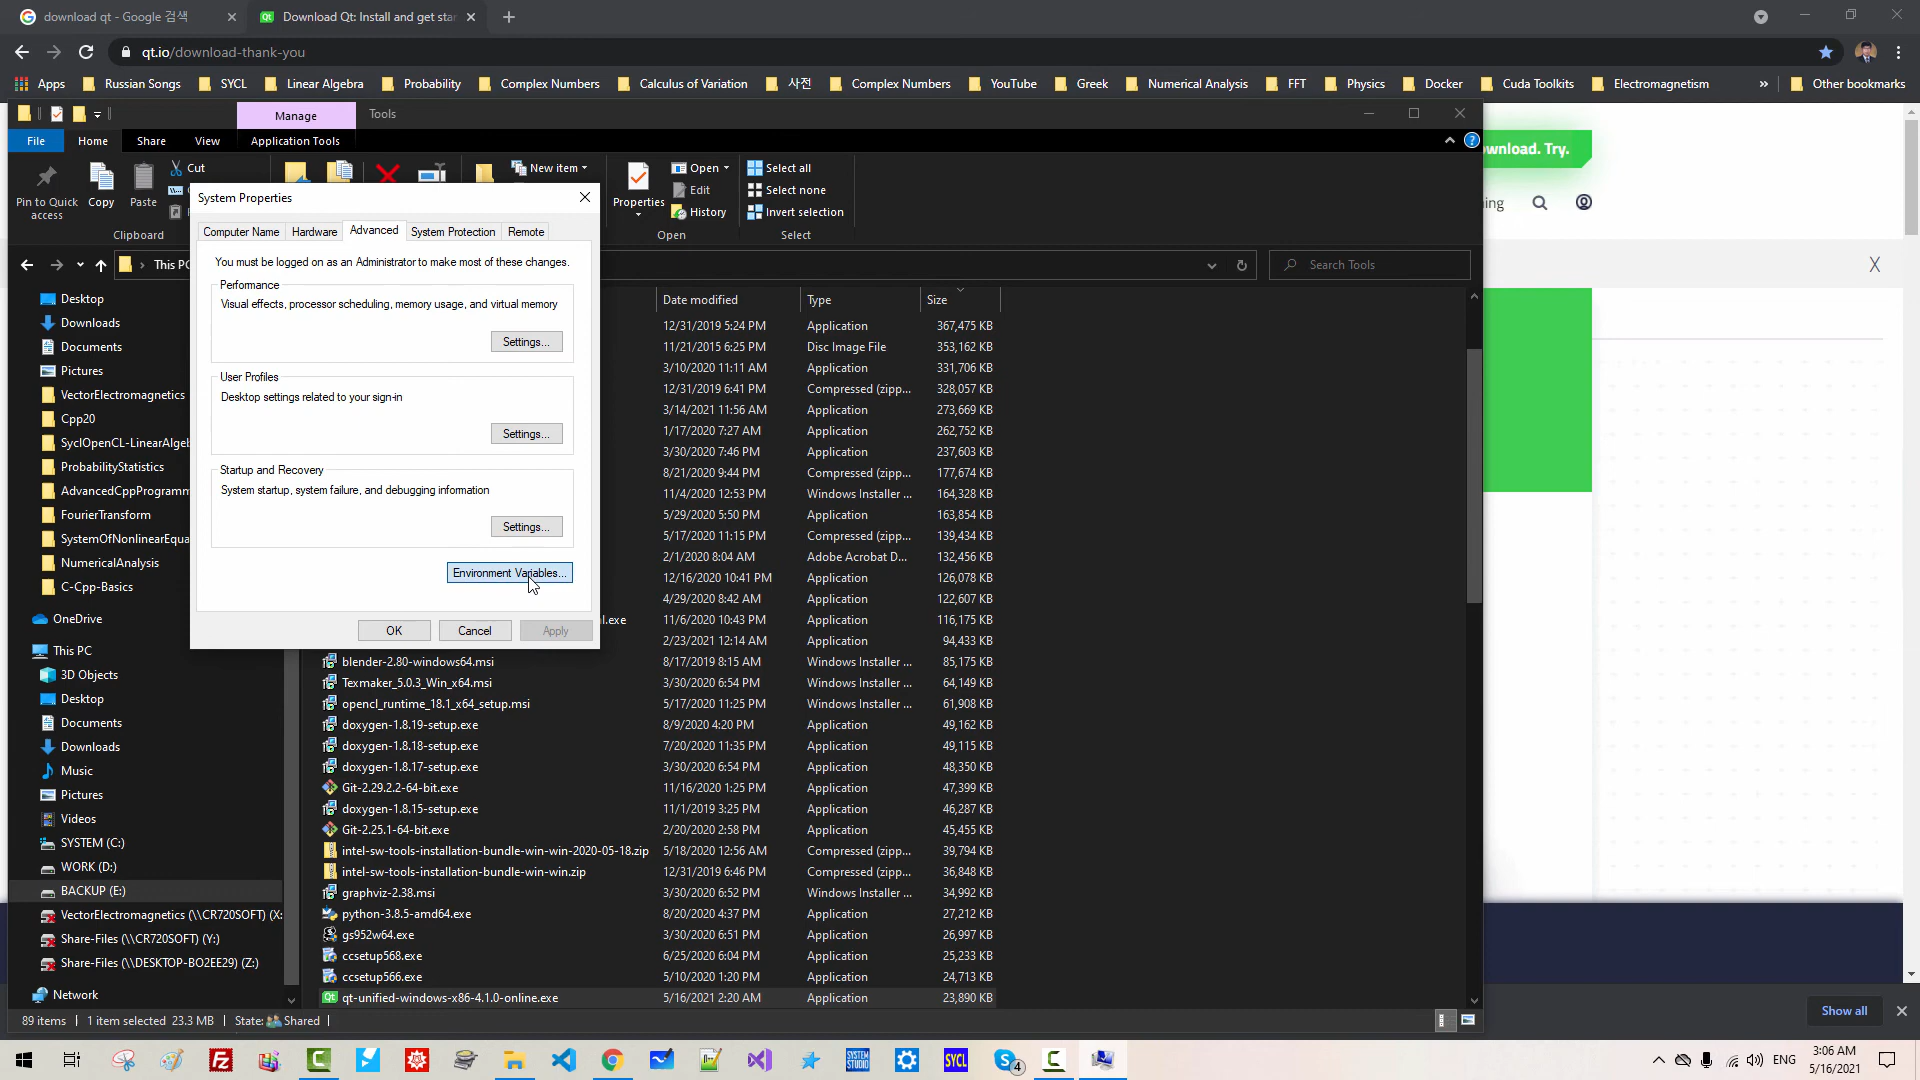 download qt - Google 검색
Download Qt: Install and get star
qt.io/download-thank-you
Apps
Russian Songs
SYCL
Linear Algebra
Probability
Complex Numbers
Calculus of Variation
사전
Complex Numbers
YouTube
Greek
Numerical Analysis
FFT
Physics
Docker
Cuda Toolkits
Electromagnetism
»
Other bookmarks
Manage
Tools
File
Home
Share
View
Application Tools
Pin to Quick access
Copy
Paste
Cut
Clipboard
New item
Properties
Open
Edit
History
Open
Select all
Select none
Invert selection
Select
wnload. Try.
ning
This PC
Search Tools
System Properties
Computer Name
Hardware
Advanced
System Protection
Remote
You must be logged on as an Administrator to make most of these changes.
Performance
Visual effects, processor scheduling, memory usage, and virtual memory
Settings...
User Profiles
Desktop settings related to your sign-in
Settings...
Startup and Recovery
System startup, system failure, and debugging information
Settings...
Environment Variables...
OK
Cancel
Apply
Desktop
Downloads
Documents
Pictures
VectorElectromagnetics
Cpp20
SyclOpenCL-LinearAlgeb
ProbabilityStatistics
AdvancedCppProgramm
FourierTransform
SystemOfNonlinearEqua
NumericalAnalysis
C-Cpp-Basics
OneDrive
This PC
3D Objects
Desktop
Documents
Downloads
Music
Pictures
Videos
SYSTEM (C:)
WORK (D:)
BACKUP (E:)
VectorElectromagnetics (\\CR720SOFT) (X:
Share-Files (\\CR720SOFT) (Y:)
Share-Files (\\DESKTOP-BO2EE29) (Z:)
Network
Date modified Type Size
12/31/2019 5:24 PM Application 367,475 KB
11/21/2015 6:25 PM Disc Image File 353,162 KB
3/10/2020 11:11 AM Application 331,706 KB
12/31/2019 6:41 PM Compressed (zipp... 328,057 KB
3/14/2021 11:56 AM Application 273,669 KB
1/17/2020 7:27 AM Application 262,752 KB
3/30/2020 7:46 PM Application 237,603 KB
8/21/2020 9:44 PM Compressed (zipp... 177,674 KB
11/4/2020 12:53 PM Windows Installer ... 164,328 KB
5/29/2020 5:50 PM Application 163,854 KB
5/17/2020 11:15 PM Compressed (zipp... 139,434 KB
2/1/2020 8:04 AM Adobe Acrobat D... 132,456 KB
12/16/2020 10:41 PM Application 126,078 KB
4/29/2020 8:42 AM Application 122,607 KB
l.exe 11/6/2020 10:43 PM Application 116,175 KB
2/23/2021 12:14 AM Application 94,433 KB
blender-2.80-windows64.msi 8/17/2019 8:15 AM Windows Installer ... 85,175 KB
Texmaker_5.0.3_Win_x64.msi 3/30/2020 6:54 PM Windows Installer ... 64,149 KB
opencl_runtime_18.1_x64_setup.msi 5/17/2020 11:25 PM Windows Installer ... 61,908 KB
doxygen-1.8.19-setup.exe 8/9/2020 4:20 PM Application 49,162 KB
doxygen-1.8.18-setup.exe 7/20/2020 11:35 PM Application 49,115 KB
doxygen-1.8.17-setup.exe 3/30/2020 6:54 PM Application 48,350 KB
Git-2.29.2.2-64-bit.exe 11/16/2020 1:25 PM Application 47,399 KB
doxygen-1.8.15-setup.exe 11/1/2019 3:25 PM Application 46,287 KB
Git-2.25.1-64-bit.exe 2/20/2020 2:58 PM Application 45,455 KB
intel-sw-tools-installation-bundle-win-win-2020-05-18.zip 5/18/2020 12:56 AM Compressed (zipp... 39,794 KB
intel-sw-tools-installation-bundle-win-win.zip 12/31/2019 6:46 PM Compressed (zipp... 36,848 KB
graphviz-2.38.msi 3/30/2020 6:52 PM Windows Installer ... 34,992 KB
python-3.8.5-amd64.exe 8/20/2020 4:37 PM Application 27,212 KB
gs952w64.exe 3/30/2020 6:51 PM Application 26,997 KB
ccsetup568.exe 6/25/2020 6:04 PM Application 25,233 KB
ccsetup566.exe 5/10/2020 1:20 PM Application 24,713 KB
qt-unified-windows-x86-4.1.0-online.exe 5/16/2021 2:20 AM Application 23,890 KB
89 items 1 item selected 23.3 MB State: Shared
Show all
SYSTEM STUDIO
SYCL
4
ENG
3:06 AM
5/16/2021